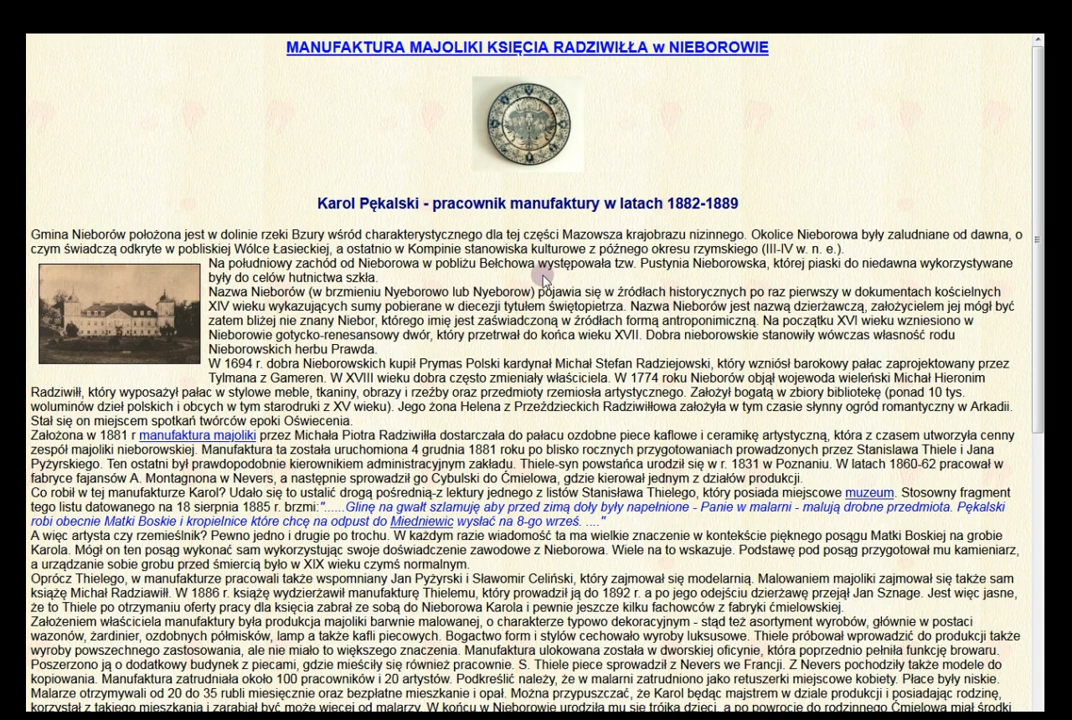 MANUFAKTURA MAJOLIKI KSIĘCIA RADZIWIŁŁA w NIEBOROWIE
Karol Pękalski - pracownik manufaktury w latach 1882-1889
Gmina Nieborów położona jest w dolinie rzeki Bzury wśród charakterystycznego dla tej części Mazowsza krajobrazu nizinnego. Okolice Nieborowa były zaludniane od dawna, o
czym świadczą odkryte w pobliskiej Wólce Łasieckiej, a ostatnio w Kompinie stanowiska kulturowe z późnego okresu rzymskiego (III-IV w. n. e.).
Na południowy zachód od Nieborowa w pobliżu Bełchowa występowała tzw. Pustynia Nieborowska, której piaski do niedawna wykorzystywane
były do celów hutnictwa szkła.
Nazwa Nieborów (w brzmieniu Nyeborowo lub Nyeborow) pojawia się w źródłach historycznych po raz pierwszy w dokumentach kościelnych
XIV wieku wykazujących sumy pobierane w diecezji tytułem świętopietrza. Nazwa Nieborów jest nazwą dzierżawczą, założycielem jej mógł być
zatem bliżej nie znany Niebor, którego imię jest zaświadczoną w źródłach formą antroponimiczną. Na początku XVI wieku wzniesiono w
Nieborowie gotycko-renesansowy dwór, który przetrwał do końca wieku XVII. Dobra nieborowskie stanowiły wówczas własność rodu
Nieborowskich herbu Prawda.
W 1694 r. dobra Nieborowskich kupił Prymas Polski kardynał Michał Stefan Radziejowski, który wzniósł barokowy pałac zaprojektowany przez
Tylmana z Gameren. W XVIII wieku dobra często zmieniały właściciela. W 1774 roku Nieborów objął wojewoda wieleński Michał Hieronim
Radziwiłł, który wyposażył pałac w stylowe meble, tkaniny, obrazy i rzeźby oraz przedmioty rzemiosła artystycznego. Założył bogatą w zbiory bibliotekę (ponad 10 tys.
woluminów dzieł polskich i obcych w tym starodruki z XV wieku). Jego żona Helena z Przeździeckich Radziwiłłowa założyła w tym czasie słynny ogród romantyczny w Arkadii.
Stał się on miejscem spotkań twórców epoki Oświecenia.
Założona w 1881 r manufaktura majoliki przez Michała Piotra Radziwiłła dostarczała do pałacu ozdobne piece kaflowe i ceramikę artystyczną, która z czasem utworzyła cenny
zespół majoliki nieborowskiej. Manufaktura ta została uruchomiona 4 grudnia 1881 roku po blisko rocznych przygotowaniach prowadzonych przez Stanisława Thiele i Jana
Pyżyrskiego. Ten ostatni był prawdopodobnie kierownikiem administracyjnym zakładu. Thiele-syn powstańca urodził się w r. 1831 w Poznaniu. W latach 1860-62 pracował w
fabryce fajansów A. Montagnona w Nevers, a następnie sprowadził go Cybulski do Ćmielowa, gdzie kierował jednym z działów produkcji.
Co robił w tej manufakturze Karol? Udało się to ustalić drogą pośrednią-z lektury jednego z listów Stanisława Thielego, który posiada miejscowe muzeum. Stosowny fragment
tego listu datowanego na 18 sierpnia 1885 r. brzmi:"......Glinę na gwałt szlamuję aby przed zimą doły były napełnione - Panie w malarni - malują drobne przedmiota. Pękalski
robi obecnie Matki Boskie i kropielnice które chcę na odpust do Miedniewic wysłać na 8-go wrześ. ...."
A więc artysta czy rzemieślnik? Pewno jedno i drugie po trochu. W każdym razie wiadomość ta ma wielkie znaczenie w kontekście pięknego posągu Matki Boskiej na grobie
Karola. Mógł on ten posąg wykonać sam wykorzystując swoje doświadczenie zawodowe z Nieborowa. Wiele na to wskazuje. Podstawę pod posąg przygotował mu kamieniarz,
a urządzanie sobie grobu przed śmiercią było w XIX wieku czymś normalnym.
Oprócz Thielego, w manufakturze pracowali także wspomniany Jan Pyżyrski i Sławomir Celiński, który zajmował się modelarnią. Malowaniem majoliki zajmował się także sam
książę Michał Radziawiłł. W 1886 r. książę wydzierżawił manufakturę Thielemu, który prowadził ją do 1892 r. a po jego odejściu dzierżawę przejął Jan Sznage. Jest więc jasne,
że to Thiele po otrzymaniu oferty pracy dla księcia zabrał ze sobą do Nieborowa Karola i pewnie jeszcze kilku fachowców z fabryki ćmielowskiej.
Założeniem właściciela manufaktury była produkcja majoliki barwnie malowanej, o charakterze typowo dekoracyjnym - stąd też asortyment wyrobów, głównie w postaci
wazonów, żardinier, ozdobnych półmisków, lamp a także kafli piecowych. Bogactwo form i stylów cechowało wyroby luksusowe. Thiele próbował wprowadzić do produkcji także
wyroby powszechnego zastosowania, ale nie miało to większego znaczenia. Manufaktura ulokowana została w dworskiej oficynie, która poprzednio pełniła funkcję browaru.
Poszerzono ją o dodatkowy budynek z piecami, gdzie mieściły się również pracownie. S. Thiele piece sprowadził z Nevers we Francji. Z Nevers pochodziły także modele do
kopiowania. Manufaktura zatrudniała około 100 pracowników i 20 artystów. Podkreślić należy, że w malarni zatrudniono jako retuszerki miejscowe kobiety. Płace były niskie.
Malarze otrzymywali od 20 do 35 rubli miesięcznie oraz bezpłatne mieszkanie i opał. Można przypuszczać, że Karol będąc majstrem w dziale produkcji i posiadając rodzinę,
korzystał z takiego mieszkania i zarabiał być może więcej od malarzy. W końcu w Nieborowie urodziła mu się trójka dzieci, a po powrocie do rodzinnego Ćmielowa miał środki